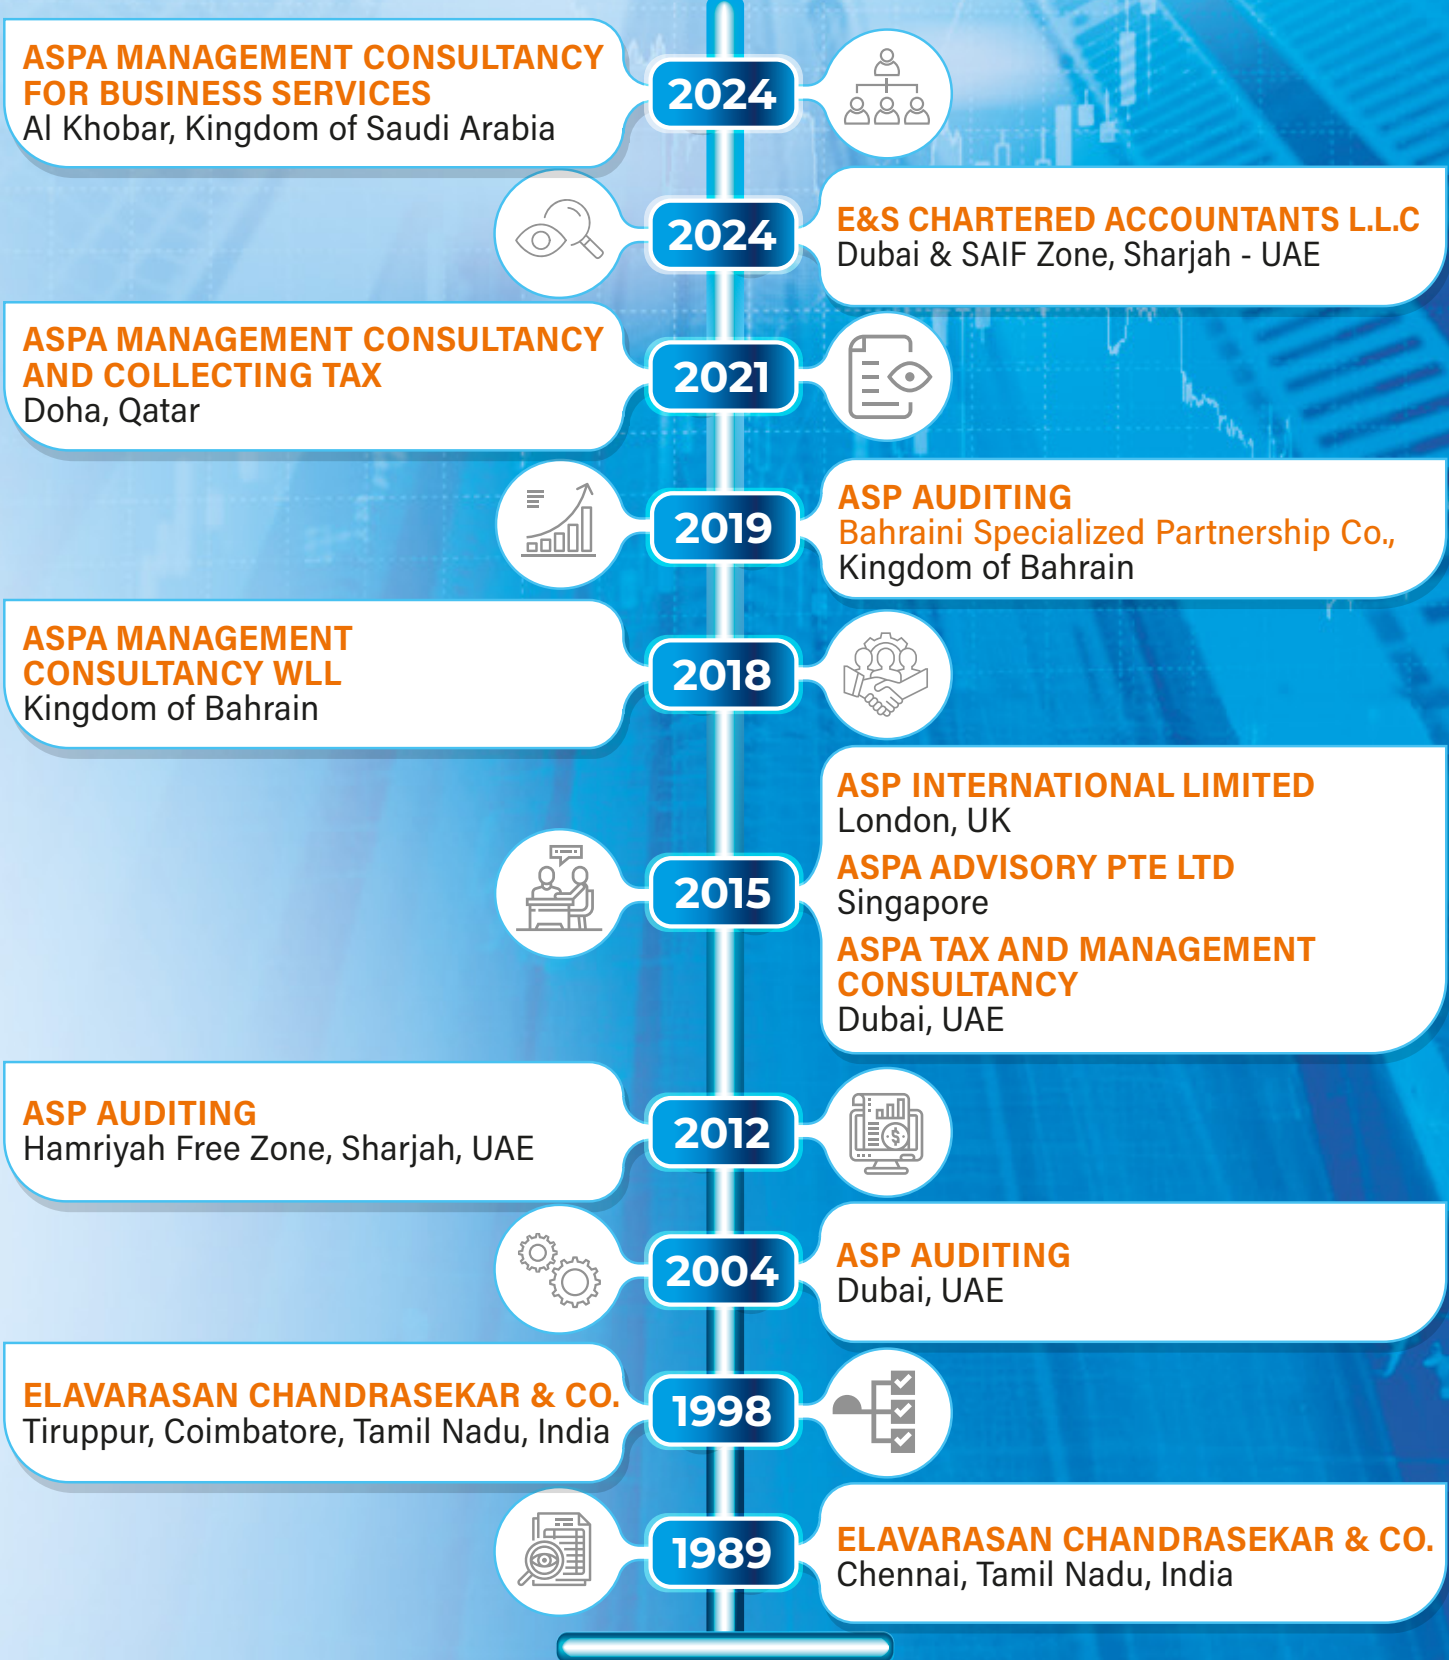 ASPA MANAGEMENT CONSULTANCY
FOR BUSINESS SERVICES
Al Khobar, Kingdom of Saudi Arabia
2024
2024
E&S CHARTERED ACCOUNTANTS L.L.C
Dubai & SAIF Zone, Sharjah - UAE
ASPA MANAGEMENT CONSULTANCY
AND COLLECTING TAX
Doha, Qatar
2021
2019
ASP AUDITING
Bahraini Specialized Partnership Co.,
Kingdom of Bahrain
ASPA MANAGEMENT
CONSULTANCY WLL
Kingdom of Bahrain
2018
2015
ASP INTERNATIONAL LIMITED
London, UK
ASPA ADVISORY PTE LTD
Singapore
ASPA TAX AND MANAGEMENT
CONSULTANCY
Dubai, UAE
ASP AUDITING
Hamriyah Free Zone, Sharjah, UAE
2012
2004
ASP AUDITING
Dubai, UAE
ELAVARASAN CHANDRASEKAR & CO.
Tiruppur, Coimbatore, Tamil Nadu, India
1998
1989
ELAVARASAN CHANDRASEKAR & CO.
Chennai, Tamil Nadu, India